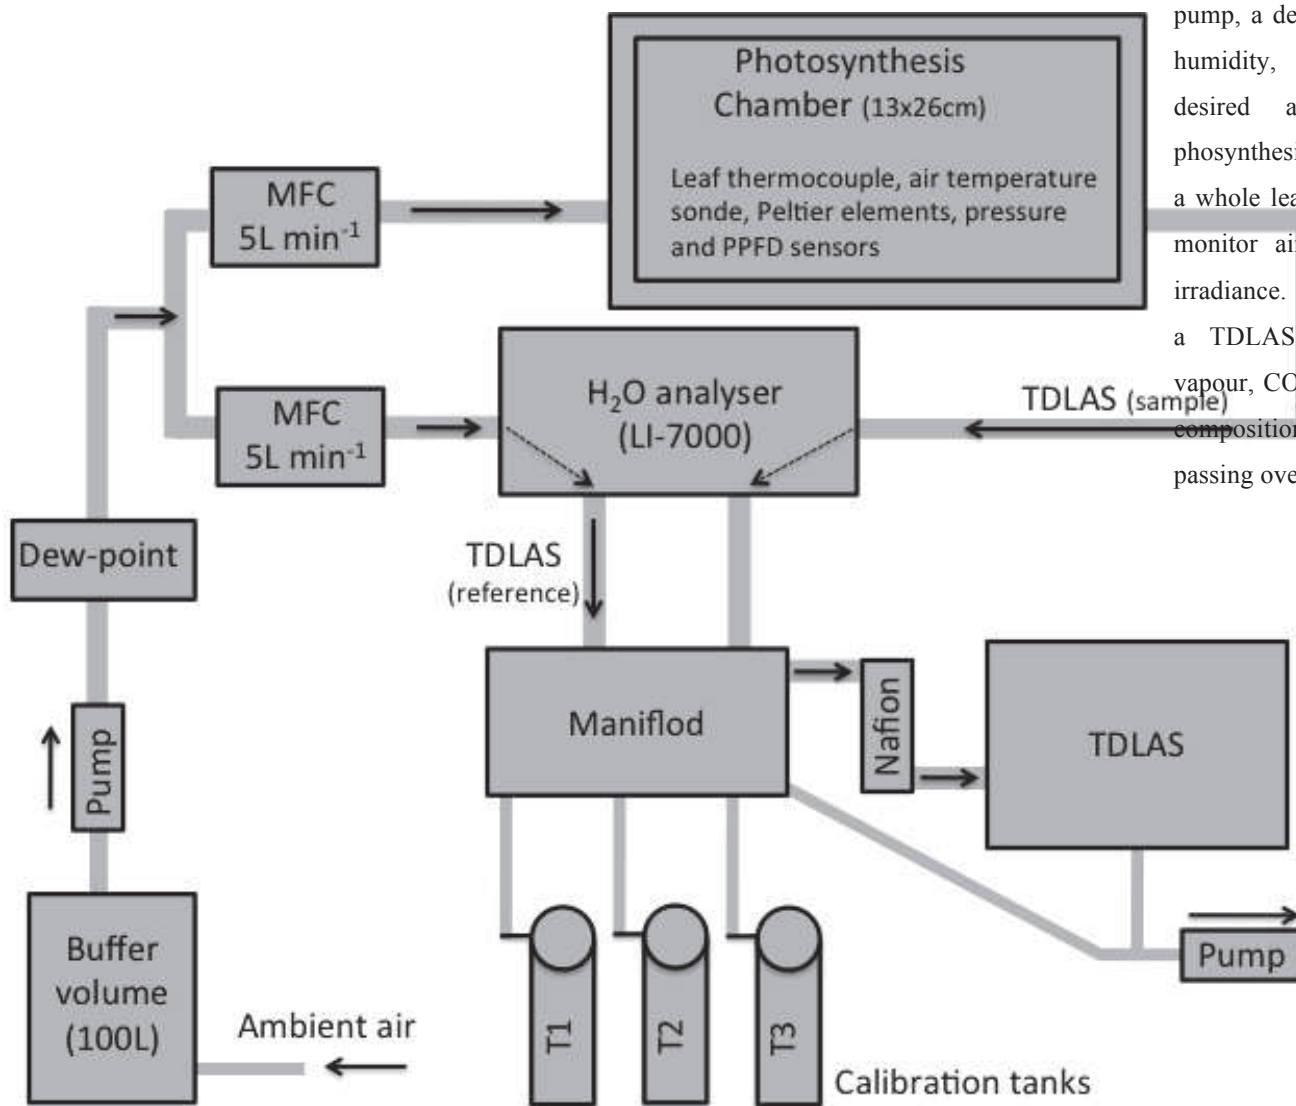 Photosynthesis
Chamber (13x26cm)
Leaf thermocouple, air temperature
sonde, Peltier elements, pressure
and PPFD sensors
MFC
5L min⁻¹
MFC
5L min⁻¹
H₂O analyser
(LI-7000)
TDLAS (sample)
Dew-point
TDLAS
(reference)
Maniflod
Nafion
TDLAS
Pump
Pump
Buffer
volume
(100L)
Ambient air
T1
T2
T3
Calibration tanks
pump, a de
humidity,
desired a
phosynthesi
a whole lea
monitor ai
irradiance.
a TDLAS
vapour, CO
composition
passing ove